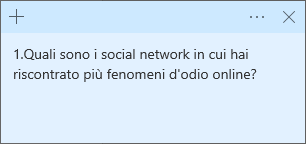 1.Quali sono i social network in cui hai
riscontrato più fenomeni d'odio online?